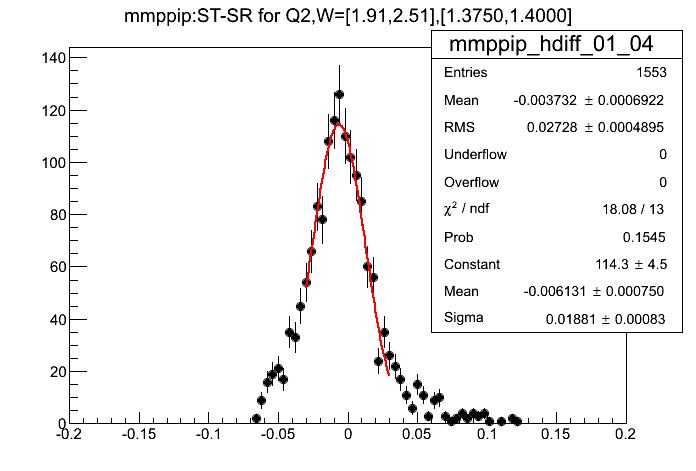 mmppip:ST-SR for Q2,W=[1.91,2.51],[1.3750,1.4000]
mmppip_hdiff_01_04
Entries 1553
Mean -0.003732 ± 0.0006922
RMS 0.02728 ± 0.0004895
Underflow 0
Overflow 0
χ² / ndf 18.08 / 13
Prob 0.1545
Constant 114.3 ± 4.5
Mean -0.006131 ± 0.000750
Sigma 0.01881 ± 0.00083
140
120
100
80
60
40
20
0
-0.2 -0.15 -0.1 -0.05 0 0.05 0.1 0.15 0.2